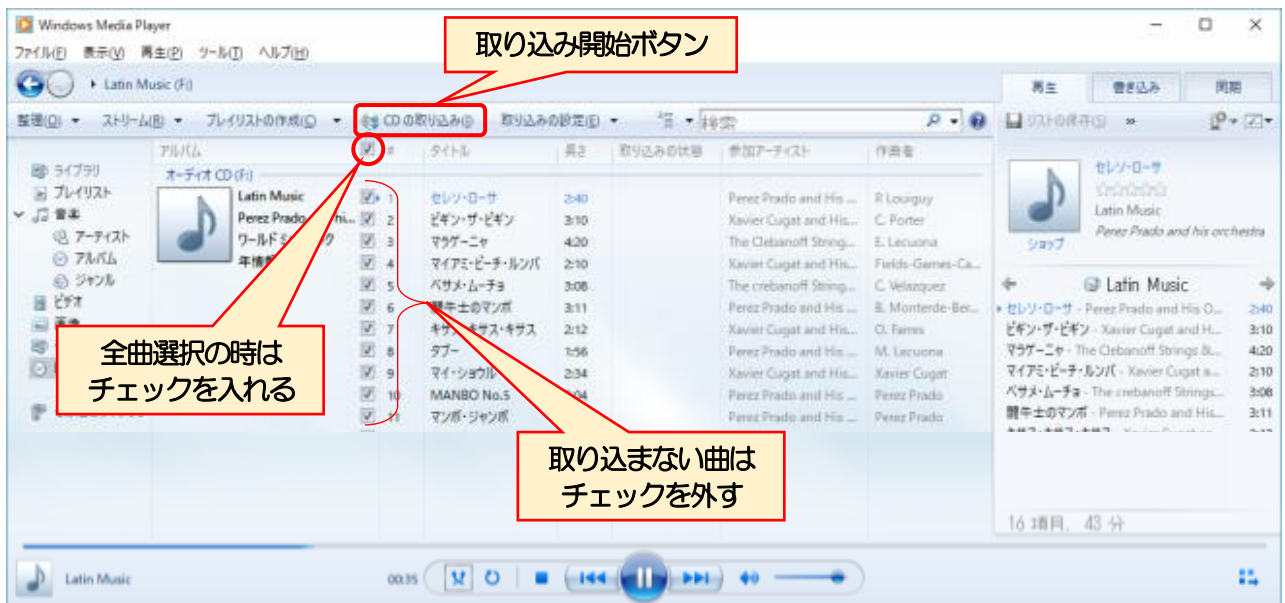 Windows Media Player
ファイル(F) 表示(V) 再生(P) ツール(T) ヘルプ(H)
取り込み開始ボタン
Latin Music (F:)
再生 書き込み 同期
整理(O) ストリーム(R) プレイリストの作成(C) CD の取り込み(I) 取り込みの設定(E) 検索 リストの保存(S) »
アルバム # タイトル 長さ 取り込みの状態 参加アーティスト 作曲者
ライブラリ
プレイリスト
音楽
アーティスト
アルバム
ジャンル
ビデオ
画像
オーディオ CD (F:)
Latin Music
Perez Prado hi...
ワールド
年情
1 セレソ・ローサ 2:40 Perez Prado and His ... R Louiguy
2 ビギン・ザ・ビギン 3:10 Xavier Cugat and His... C. Porter
3 マラゲーニャ 4:20 The Clebanoff String... E. Lecuona
4 マイアミ・ビーチ・ルンバ 2:10 Xavier Cugat and His... Fields-Games-Ca...
5 ベサメ・ムーチョ 3:08 The crebanoff String... C. Velazquez
6 闘牛士のマンボ 3:11 Perez Prado and His ... B. Monterde-Ber...
7 キサス・キサス・キサス 2:12 Xavier Cugat and His... O. Farres
8 タブー 1:56 Perez Prado and His ... M. Lecuona
9 マイ・ショウル 2:34 Xavier Cugat and His... Xavier Cugat
10 MANBO No.5 :04 Perez Prado and His ... Perez Prado
11 マンボ・ジャンボ Perez Prado and His ... Perez Prado
全曲選択の時は
チェックを入れる
取り込まない曲は
チェックを外す
セレソ・ローサ
Latin Music
Perez Prado and his orchestra
ショップ
Latin Music
セレソ・ローサ - Perez Prado and His O... 2:40
ビギン・ザ・ビギン - Xavier Cugat and H... 3:10
マラゲーニャ - The Clebanoff Strings &... 4:20
マイアミ・ビーチ・ルンバ - Xavier Cugat a... 2:10
ベサメ・ムーチョ - The crebanoff Strings... 3:08
闘牛士のマンボ - Perez Prado and His... 3:11
16 項目、 43 分
Latin Music
00:35